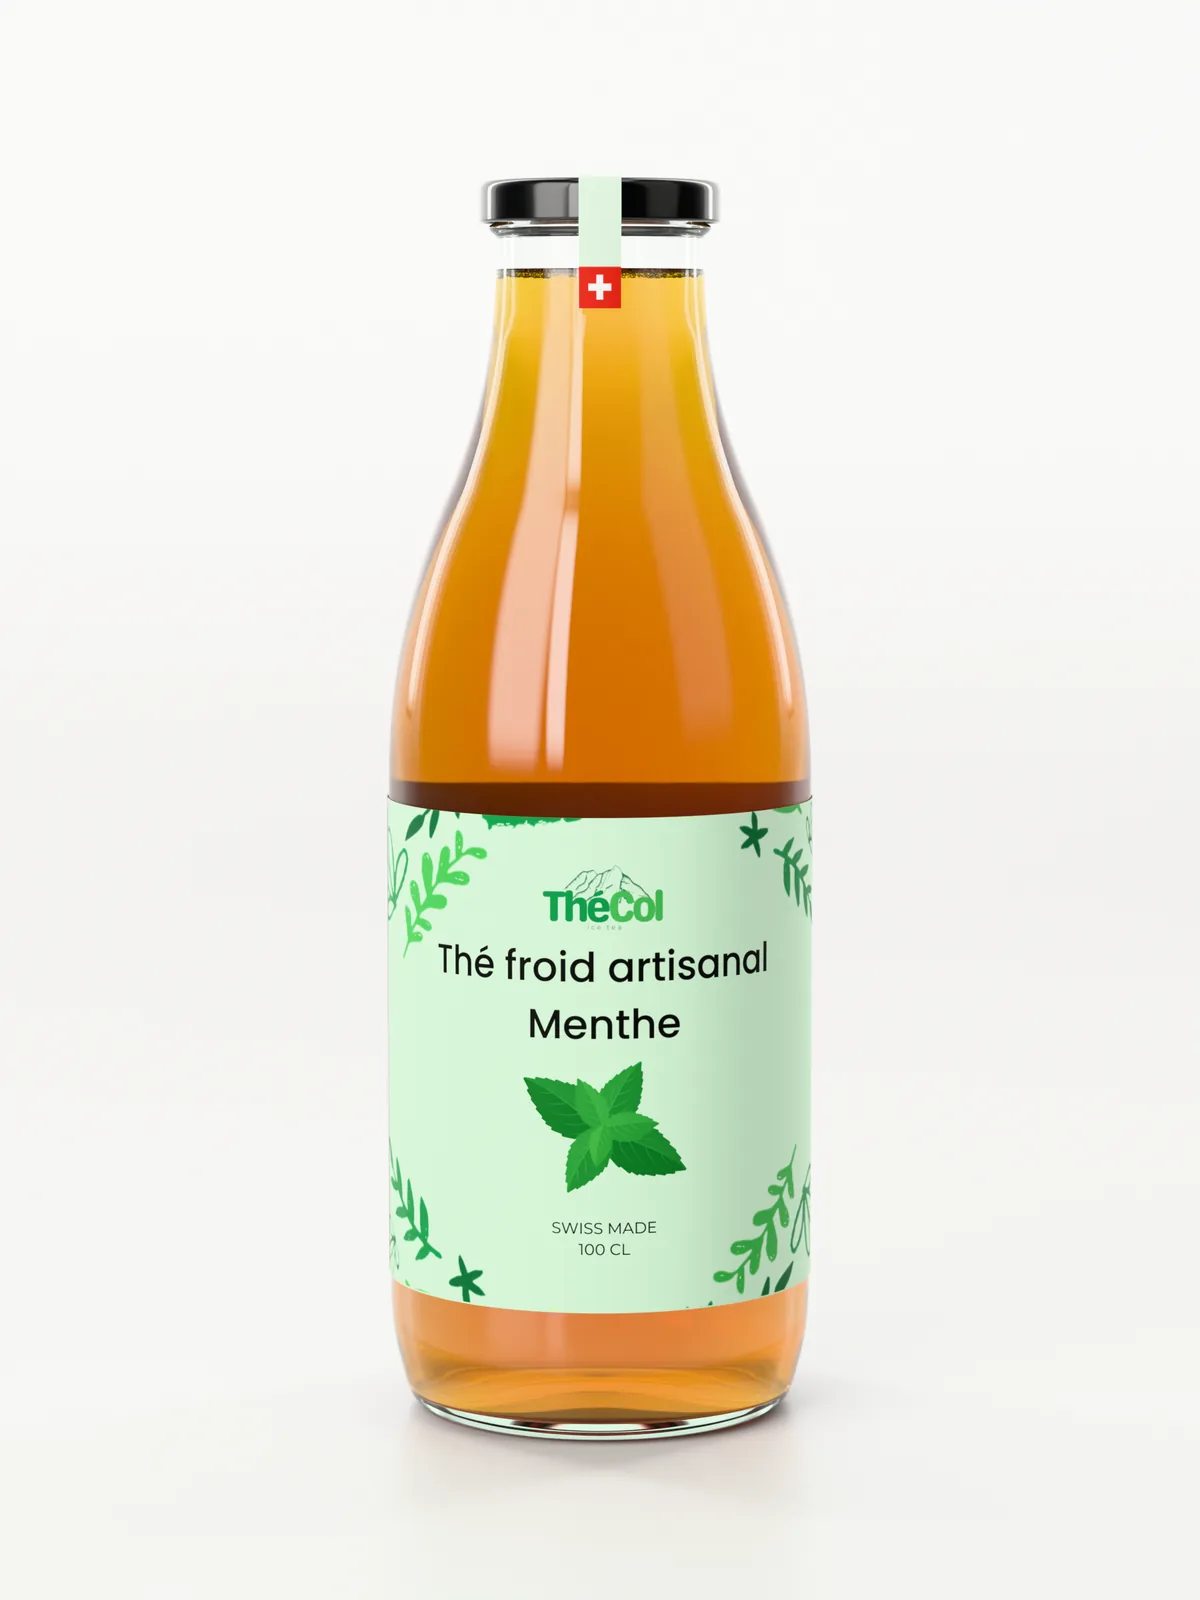 ThéCol
ice tea
Thé froid artisanal
Menthe
SWISS MADE
100 CL